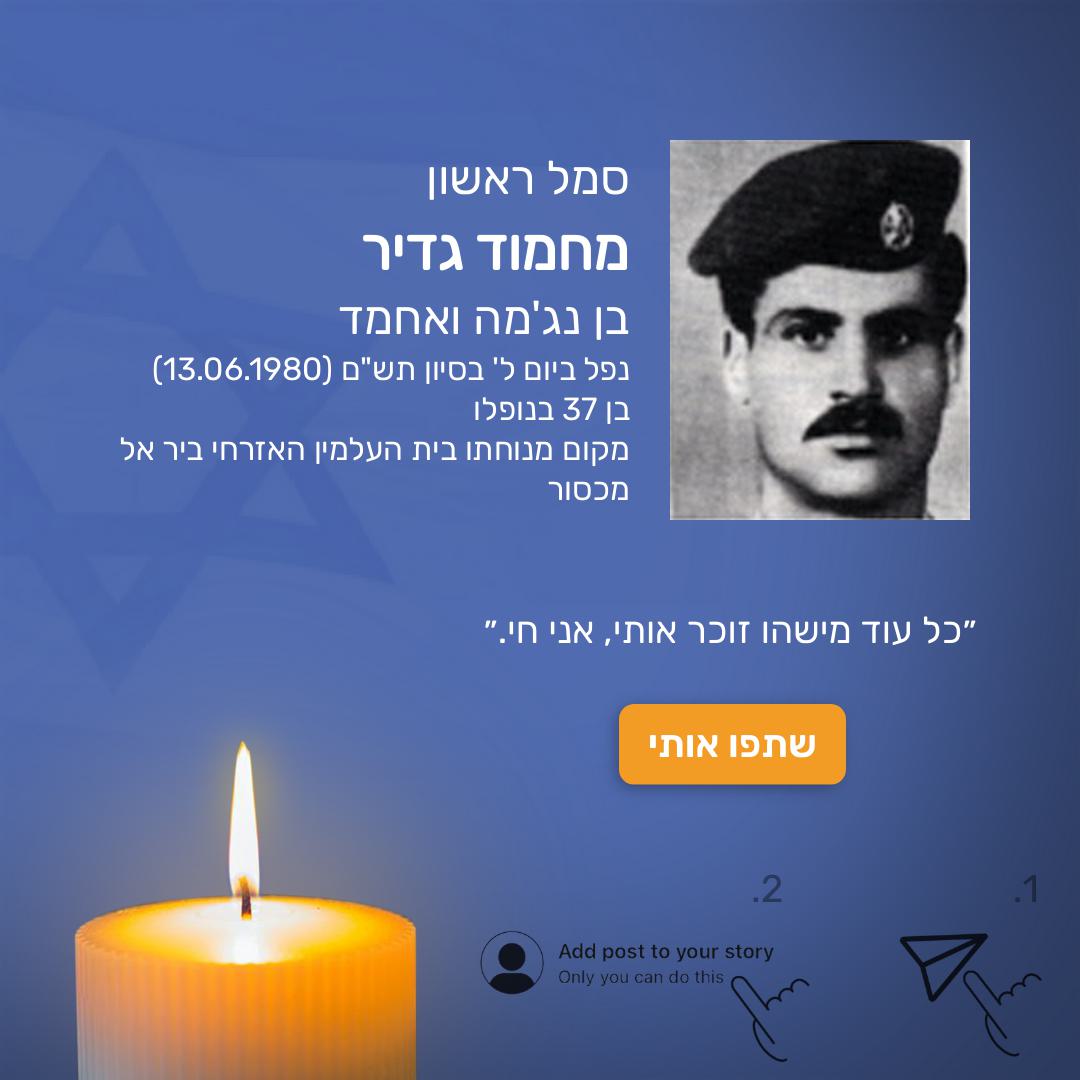 סמל ראשון
מחמוד גדיר
בן נג'מה ואחמד
נפל ביום ל' בסיון תש"ם (13.06.1980)
בן 37 בנופלו
מקום מנוחתו בית העלמין האזרחי ביר אל
מכסור
״כל עוד מישהו זוכר אותי, אני חי.״
שתפו אותי
1.
2.
Add post to your story
Only you can do this